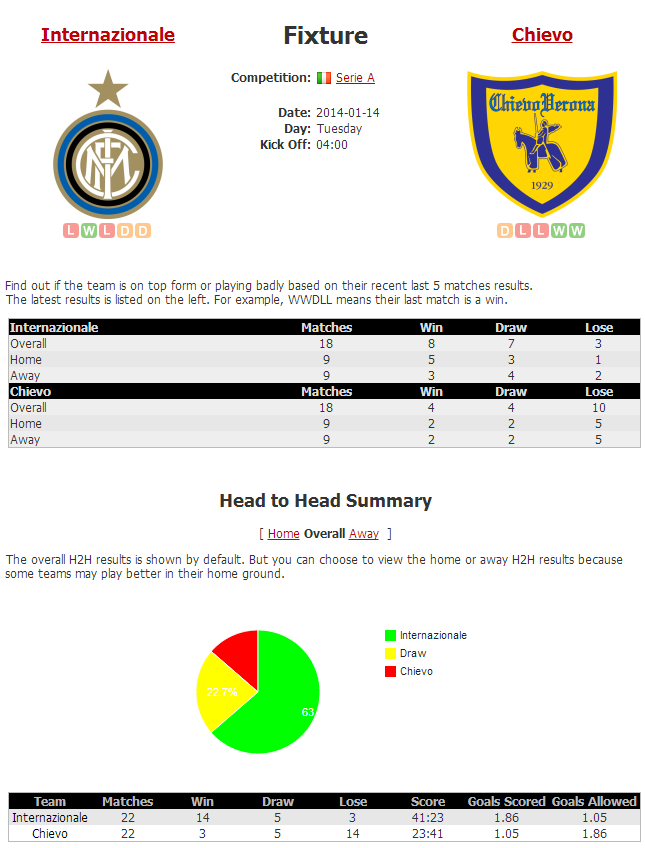 Internazionale
Fixture
Chievo
Competition: Serie A
Date: 2014-01-14
Day: Tuesday
Kick Off: 04:00
ChievoVerona
1929
L W L D D
D L L W W
Find out if the team is on top form or playing badly based on their recent last 5 matches results.
The latest results is listed on the left. For example, WWDLL means their last match is a win.
Internazionale Matches Win Draw Lose
Overall 18 8 7 3
Home 9 5 3 1
Away 9 3 4 2
Chievo Matches Win Draw Lose
Overall 18 4 4 10
Home 9 2 2 5
Away 9 2 2 5
Head to Head Summary
[ Home Overall Away ]
The overall H2H results is shown by default. But you can choose to view the home or away H2H results because
some teams may play better in their home ground.
Internazionale
Draw
Chievo
22.7%
63
Team Matches Win Draw Lose Score Goals Scored Goals Allowed
Internazionale 22 14 5 3 41:23 1.86 1.05
Chievo 22 3 5 14 23:41 1.05 1.86